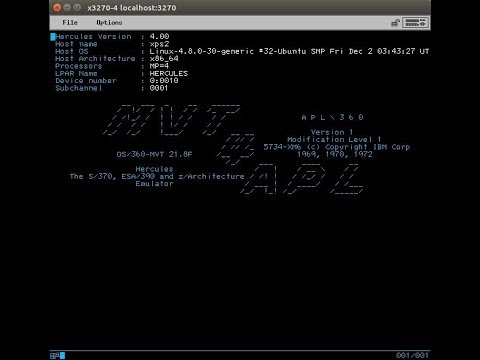 x3270-4 localhost:3270
File Options
Hercules Version : 4.00
Host name : xps2
Host OS : Linux-4.8.0-30-generic #32-Ubuntu SMP Fri Dec 2 03:43:27 UT
Host Architecture : x86_64
Processors : MP=4
LPAR Name : HERCULES
Device number : 0:0010
Subchannel : 0001
MVT
A P L \ 3 6 0
Version 1
Modification Level 1
OS/360-MVT 21.8F
5734-XM6 (c) Copyright IBM Corp
1969, 1970, 1972
Hercules
The S/370, ESA/390 and z/Architecture
Emulator
APL
001/001